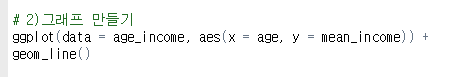 # 2)그래프 만들기
ggplot(data = age_income, aes(x = age, y = mean_income)) +
geom_line()